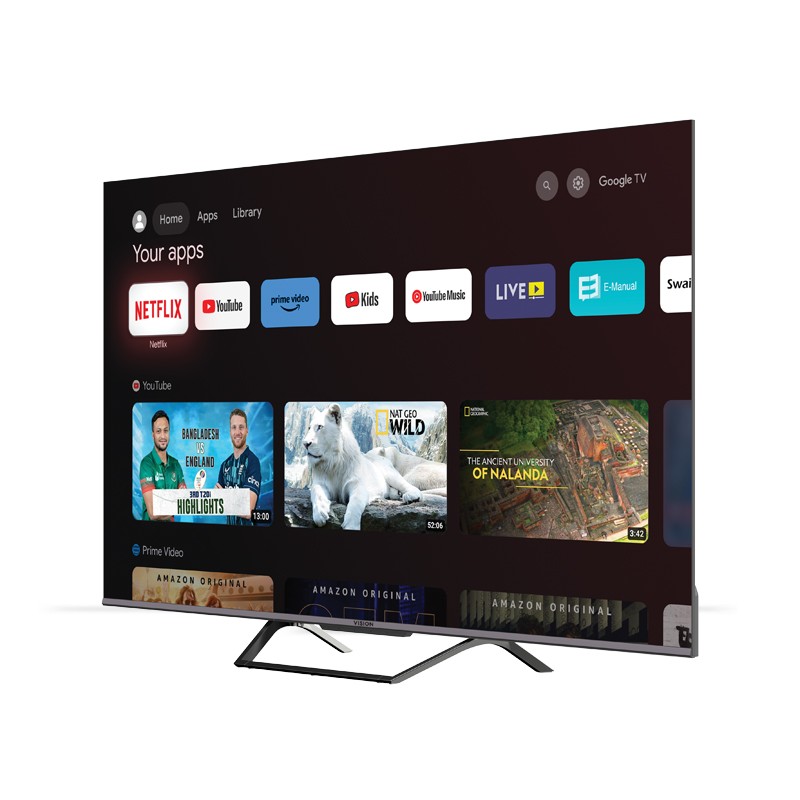 Google TV
Home
Apps
Library
Your apps
NETFLIX
YouTube
prime video
Kids
YouTube Music
LIVE
E-Manual
Swai
Netflix
YouTube
BANGLADESH
VS
ENGLAND
3RD T20I
HIGHLIGHTS
13:00
NAT GEO
WILD
52:06
NATIONAL
GEOGRAPHIC
THE ANCIENT UNIVERSITY
OF NALANDA
3:42
Prime Video
AMAZON ORIGINAL
AMAZON ORIGINAL
AMAZON ORIGINAL
VISION